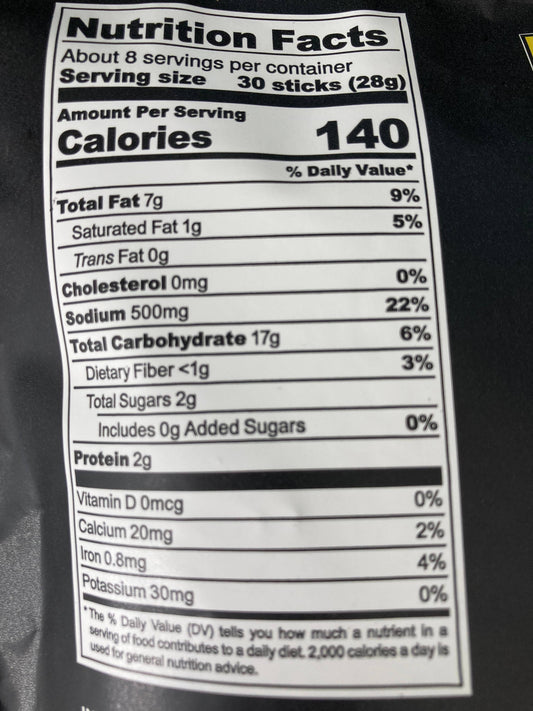 Nutrition Facts
About 8 servings per container
Serving size 30 sticks (28g)
Amount Per Serving
Calories 140
% Daily Value*
Total Fat 7g 9%
Saturated Fat 1g 5%
Trans Fat 0g
Cholesterol 0mg 0%
Sodium 500mg 22%
Total Carbohydrate 17g 6%
Dietary Fiber <1g 3%
Total Sugars 2g
Includes 0g Added Sugars 0%
Protein 2g
Vitamin D 0mcg 0%
Calcium 20mg 2%
Iron 0.8mg 4%
Potassium 30mg 0%
*The % Daily Value (DV) tells you how much a nutrient in a
serving of food contributes to a daily diet. 2,000 calories a day is
used for general nutrition advice.